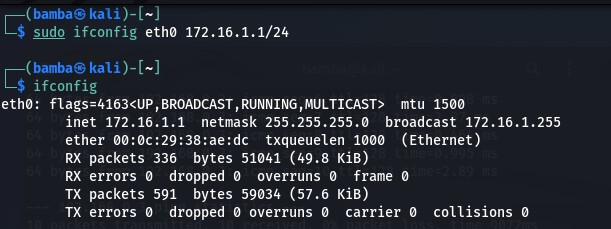 ┌──(bamba㉿kali)-[~]
└─$ sudo ifconfig eth0 172.16.1.1/24
┌──(bamba㉿kali)-[~]
└─$ ifconfig
eth0: flags=4163<UP,BROADCAST,RUNNING,MULTICAST>  mtu 1500
inet 172.16.1.1  netmask 255.255.255.0  broadcast 172.16.1.255
ether 00:0c:29:38:ae:dc  txqueuelen 1000  (Ethernet)
RX packets 336  bytes 51041 (49.8 KiB)
RX errors 0  dropped 0  overruns 0  frame 0
TX packets 591  bytes 59034 (57.6 KiB)
TX errors 0  dropped 0 overruns 0  carrier 0  collisions 0